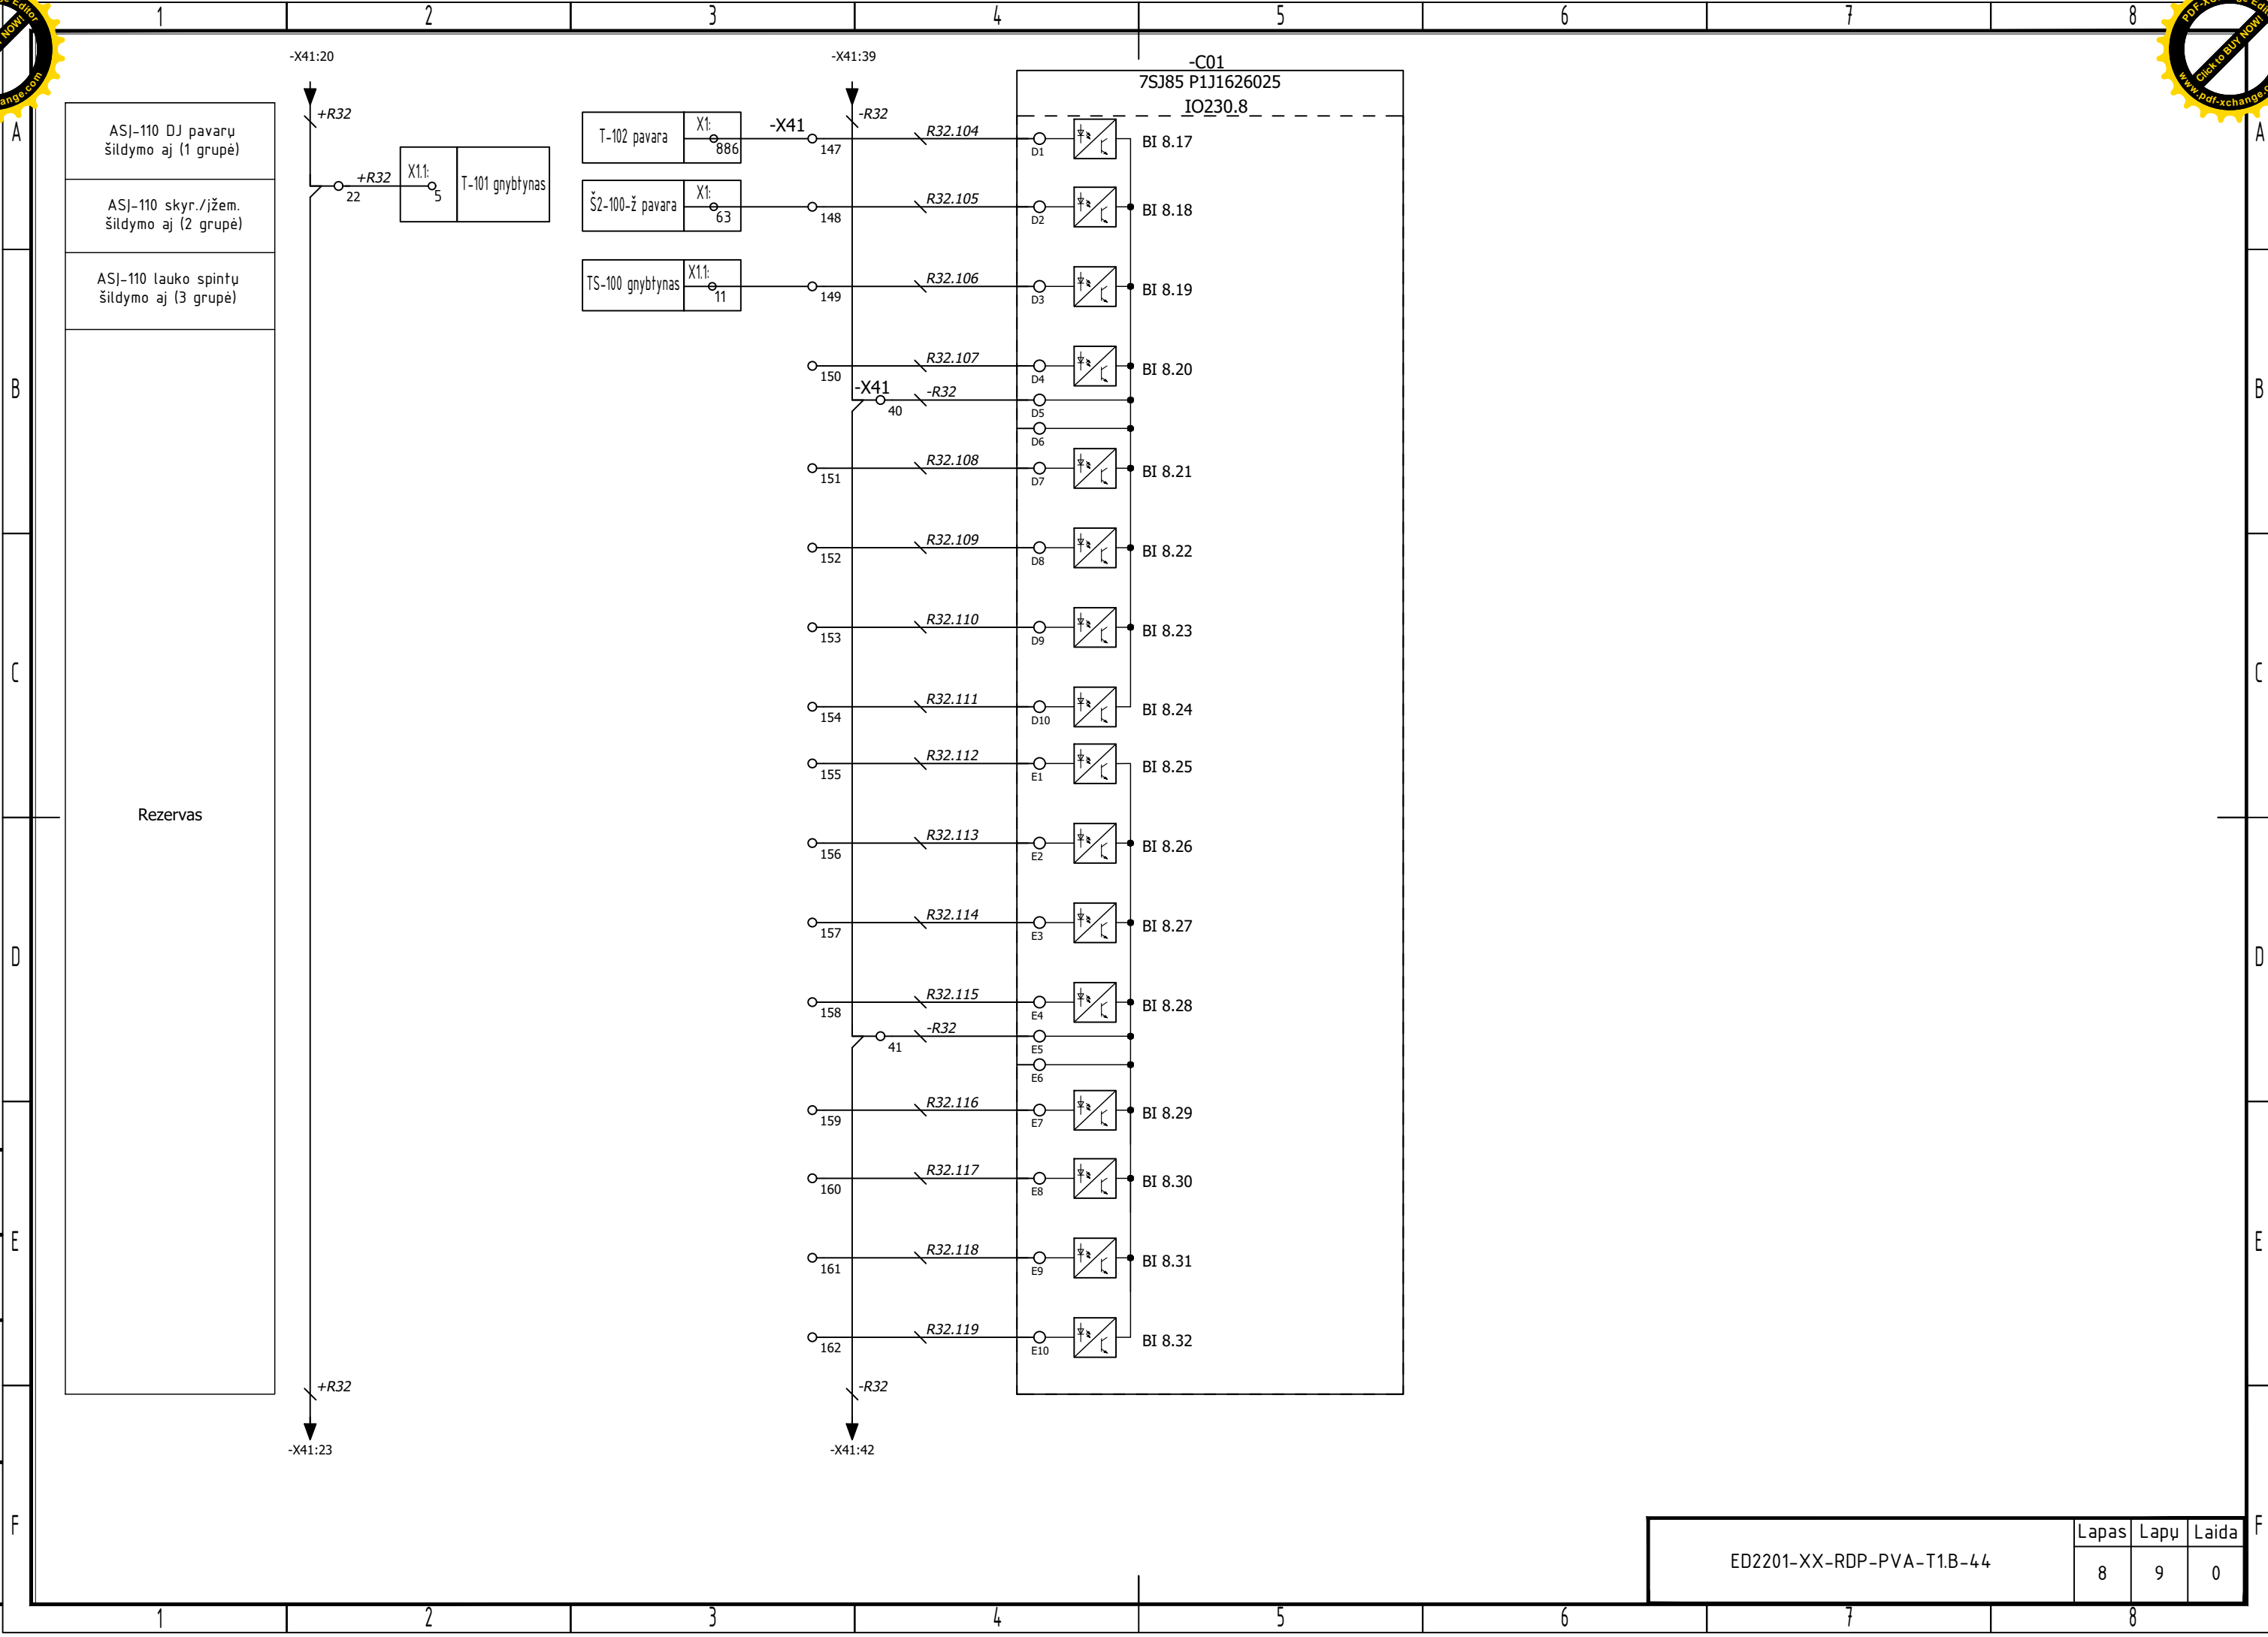 1 2 3 4 5 6 7 8
-X41:20
-X41:39
-C01
7SJ85 P1J1626025
IO230.8
A
A
ASĮ-110 DJ pavarų
šildymo aj (1 grupė)
ASĮ-110 skyr./įžem.
šildymo aj (2 grupė)
ASĮ-110 lauko spintų
šildymo aj (3 grupė)
Rezervas
+R32
+R32
22
X1.1:
5
T-101 gnybtynas
+R32
-X41:23
T-102 pavara
X1:
886
-X41
147
-R32
R32.104
D1
BI 8.17
Š2-100-ž pavara
X1:
63
148
R32.105
D2
BI 8.18
TS-100 gnybtynas
X1.1:
11
149
R32.106
D3
BI 8.19
150
R32.107
D4
BI 8.20
B
B
-X41
40
-R32
D5
D6
151
R32.108
D7
BI 8.21
152
R32.109
D8
BI 8.22
153
R32.110
D9
BI 8.23
C
C
154
R32.111
D10
BI 8.24
155
R32.112
E1
BI 8.25
156
R32.113
E2
BI 8.26
157
R32.114
E3
BI 8.27
D
D
158
R32.115
E4
BI 8.28
41
-R32
E5
E6
159
R32.116
E7
BI 8.29
160
R32.117
E8
BI 8.30
E
E
161
R32.118
E9
BI 8.31
162
R32.119
E10
BI 8.32
-R32
-X41:42
F
F
ED2201-XX-RDP-PVA-T1.B-44
Lapas Lapų Laida
8 9 0
1 2 3 4 5 6 7 8
Click to BUY NOW!
www.pdf-xchange.c